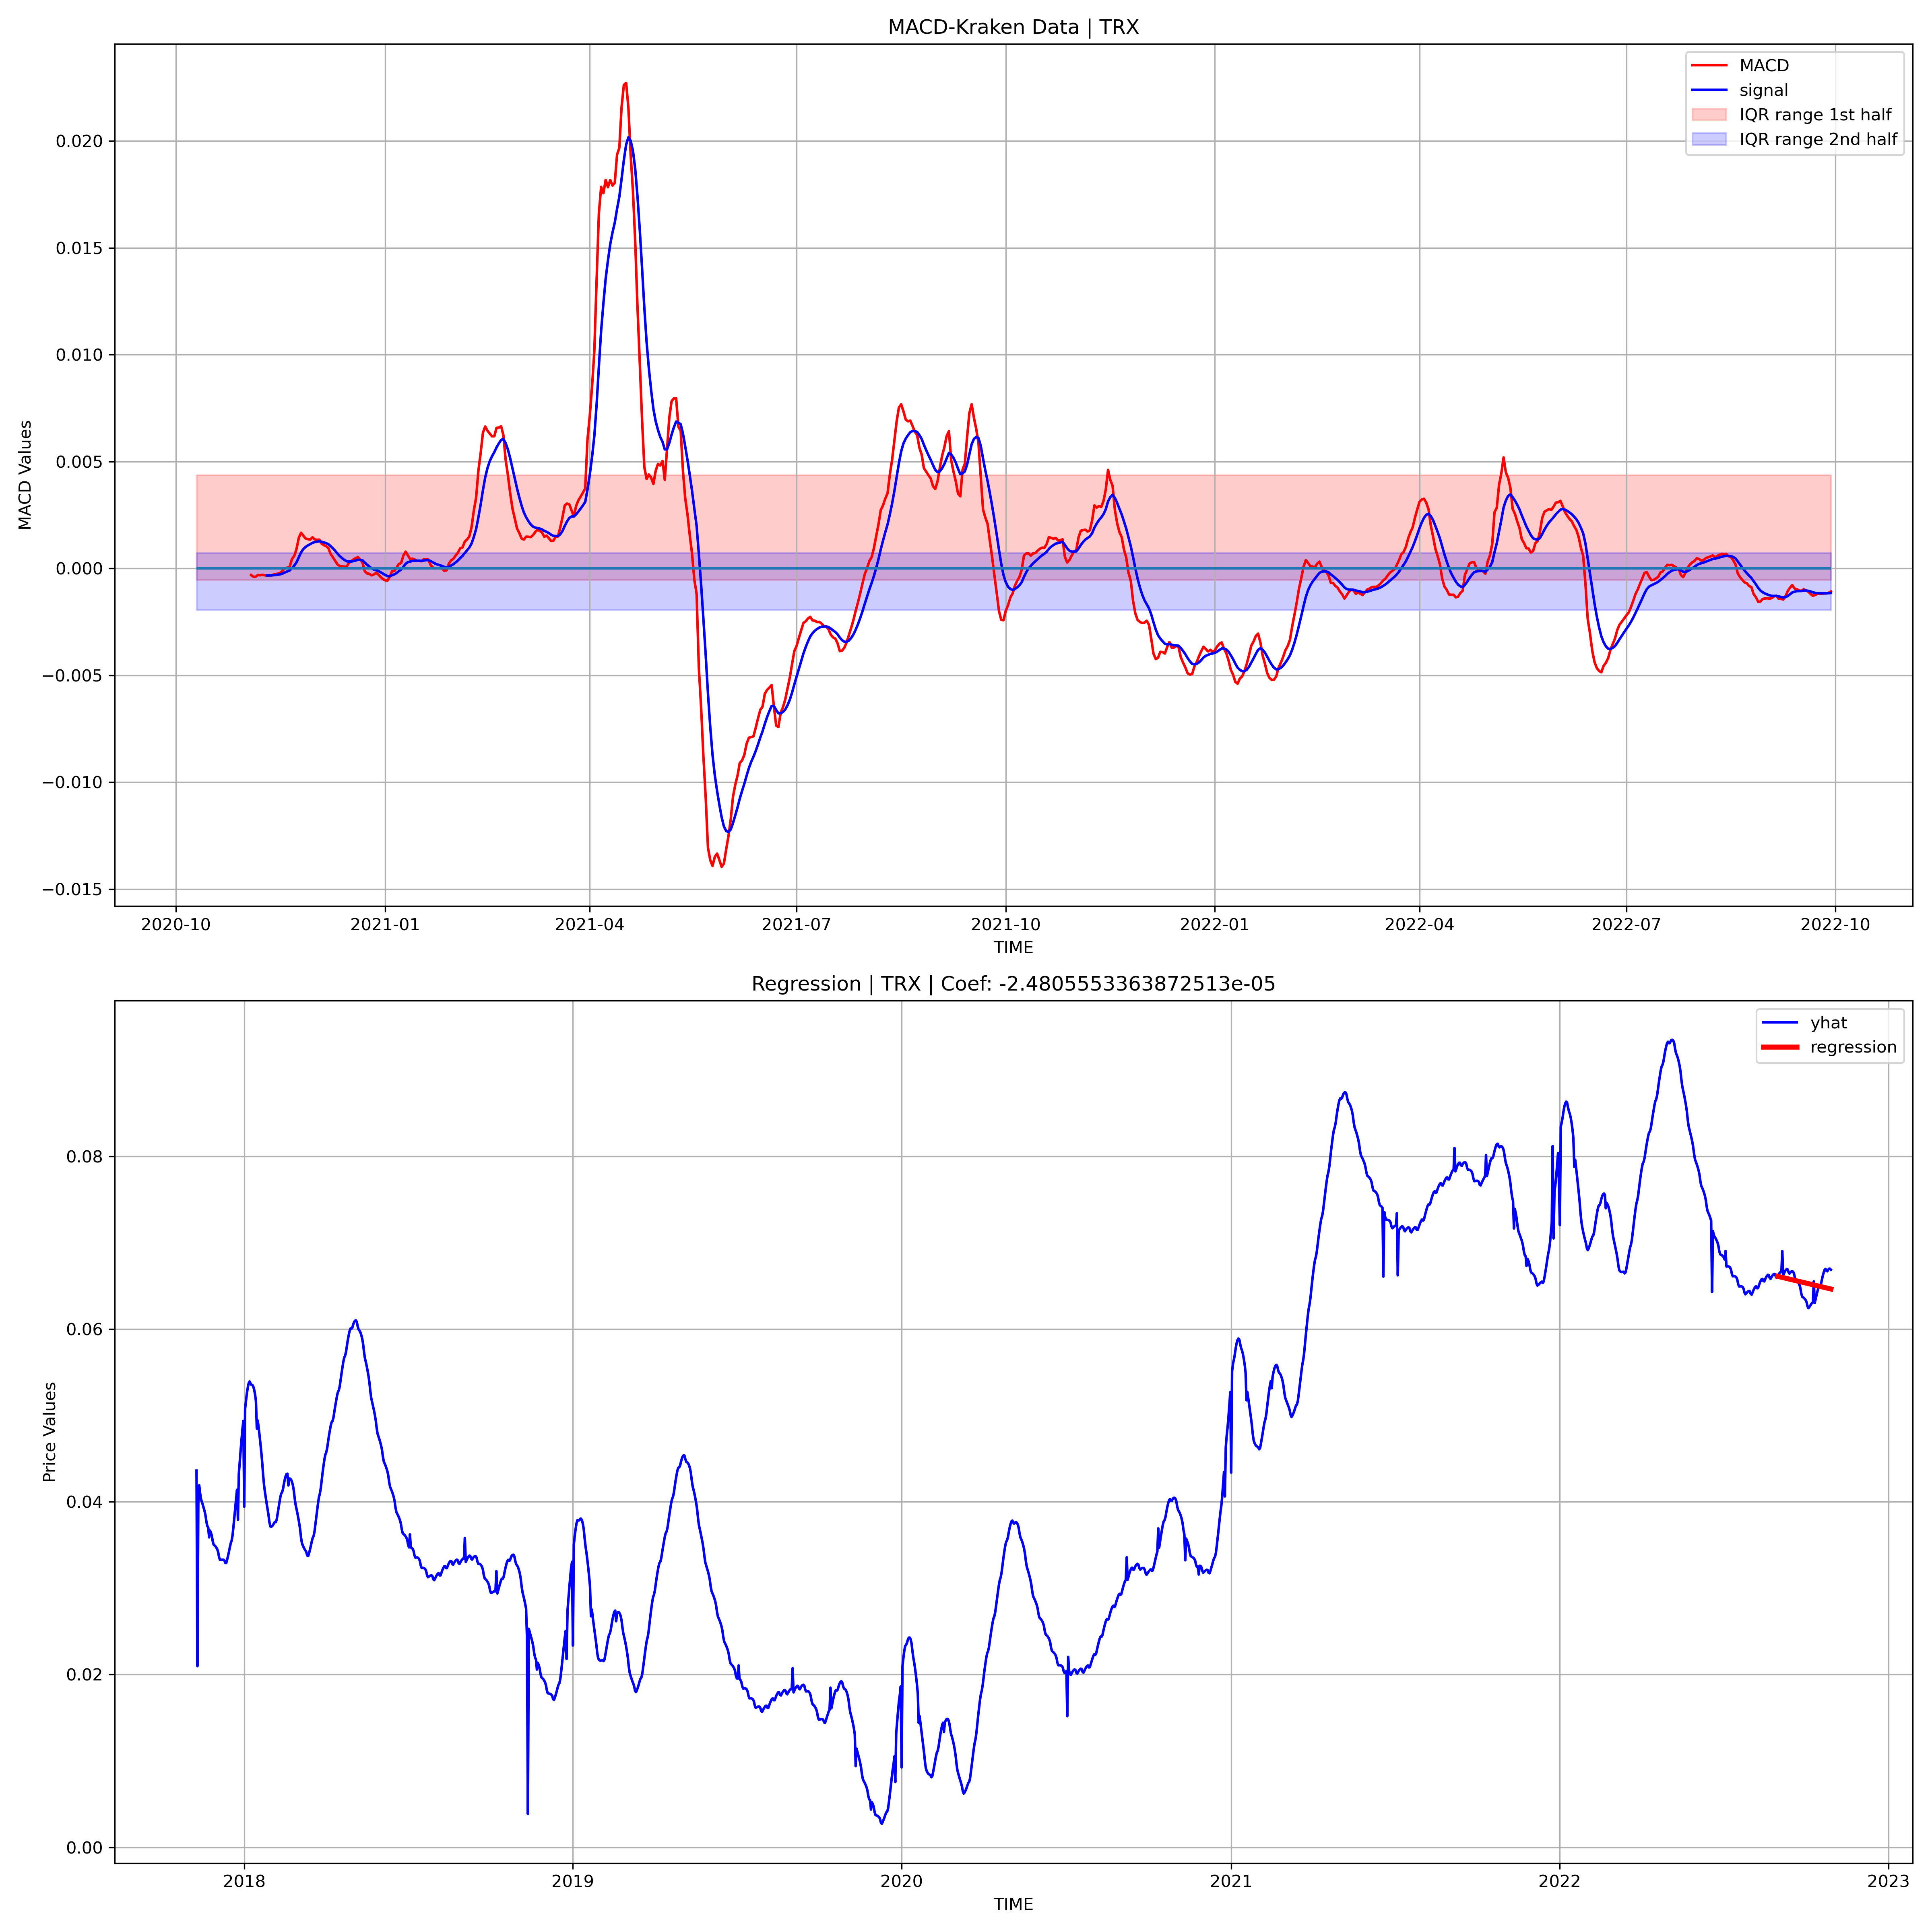 MACD-Kraken Data | TRX
MACD
signal
IQR range 1st half
IQR range 2nd half
MACD Values
0.020
0.015
0.010
0.005
0.000
−0.005
−0.010
−0.015
2020-10 2021-01 2021-04 2021-07 2021-10 2022-01 2022-04 2022-07 2022-10
TIME
Regression | TRX | Coef: -2.4805553363872513e-05
yhat
regression
Price Values
0.08
0.06
0.04
0.02
0.00
2018 2019 2020 2021 2022 2023
TIME